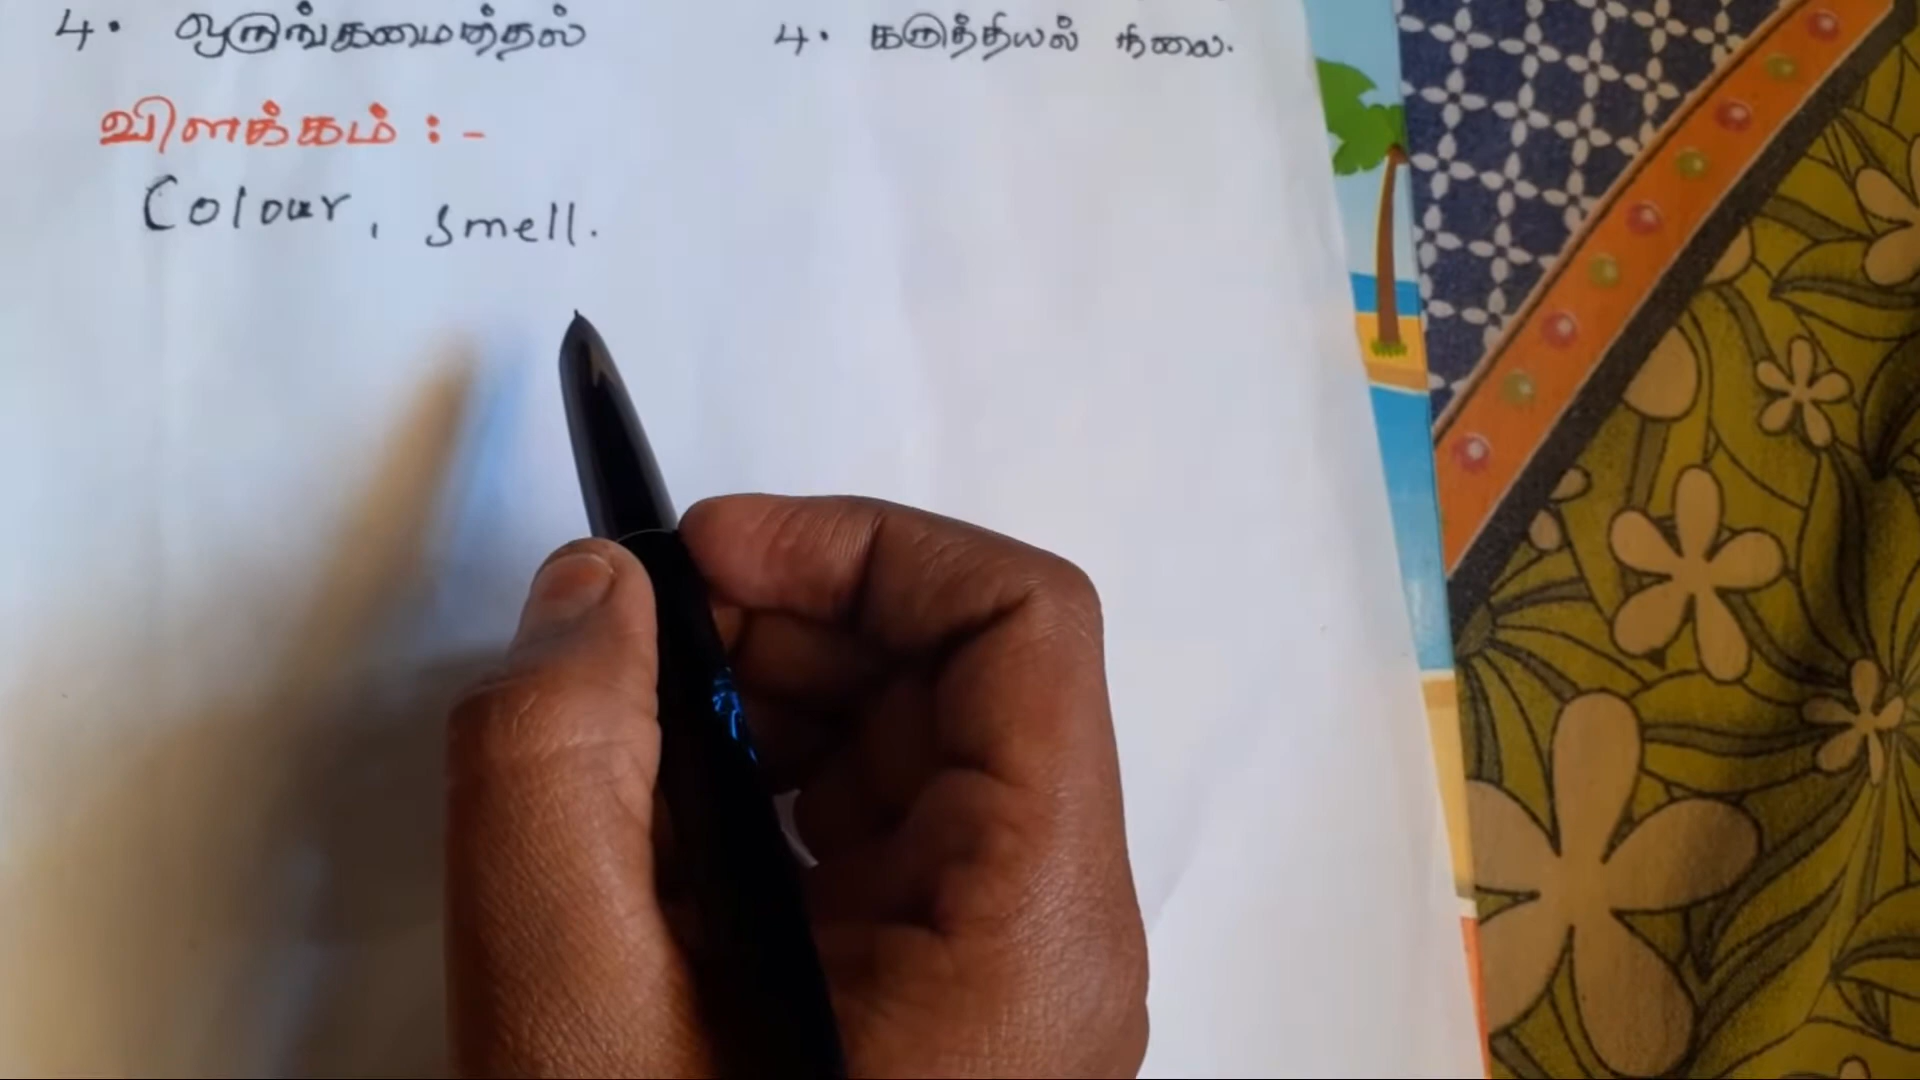 4. ஒருங்கமைத்தல் 4. கருத்தியல் நிலை.
விளக்கம் :-
Colour, smell.